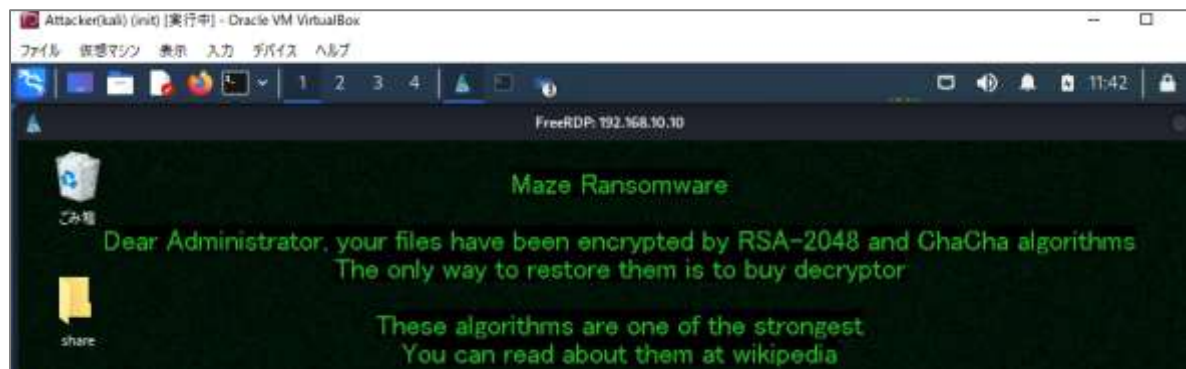 Attacker(kali) (init) [実行中] - Oracle VM VirtualBox
ファイル 仮想マシン 表示 入力 デバイス ヘルプ
1 2 3 4 11:42
FreeRDP: 192.168.10.10
ごみ箱
Maze Ransomware
Dear Administrator, your files have been encrypted by RSA-2048 and ChaCha algorithms
The only way to restore them is to buy decryptor
share
These algorithms are one of the strongest
You can read about them at wikipedia